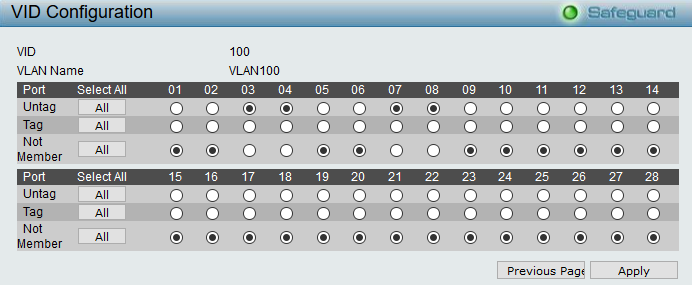 VID Configuration Safeguard
VID 100
VLAN Name VLAN100
Port Select All 01 02 03 04 05 06 07 08 09 10 11 12 13 14
Untag All
Tag All
Not Member All
Port Select All 15 16 17 18 19 20 21 22 23 24 25 26 27 28
Untag All
Tag All
Not Member All
Previous Page Apply